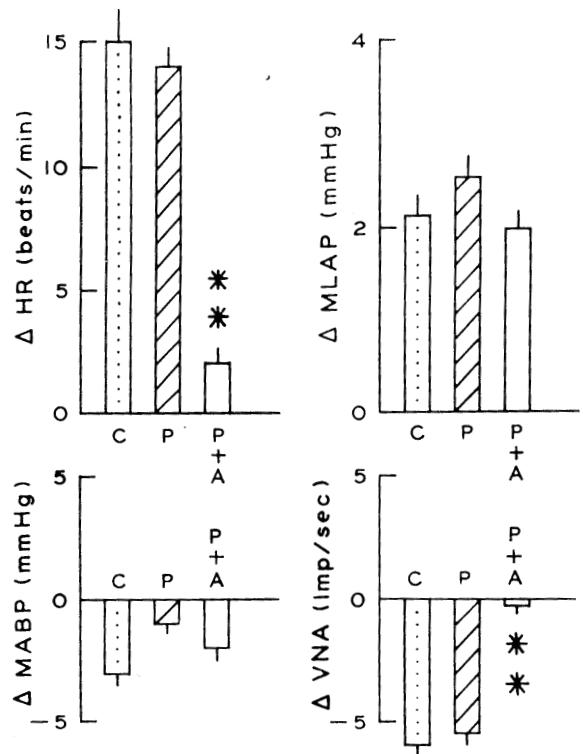 Δ HR (beats/min)
15
10
5
0
*
*
C P P
+
A
Δ MLAP (mmHg)
4
2
0
C P P
+
A
Δ MABP (mmHg)
5
0
-5
C P P
+
A
Δ VNA (Imp/sec)
5
0
-5
C P P
+
A
*
*